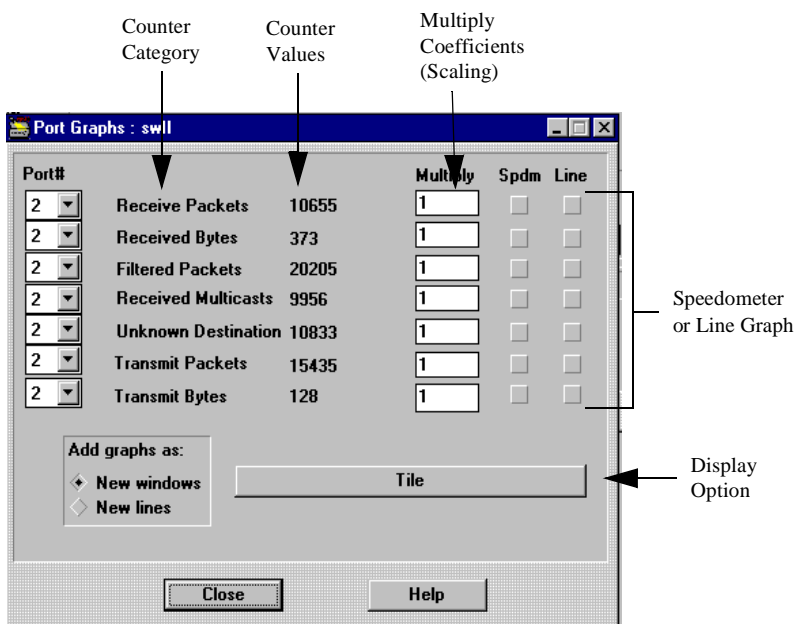 Counter
Category
Counter
Values
Multiply
Coefficients
(Scaling)
Port Graphs : swll
Port# Multiply Spdm Line
2 Receive Packets 10655 1
2 Received Bytes 373 1
2 Filtered Packets 20205 1
2 Received Multicasts 9956 1
2 Unknown Destination 10833 1
2 Transmit Packets 15435 1
2 Transmit Bytes 128 1
Speedometer
or Line Graph
Add graphs as:
New windows
New lines
Tile
Display
Option
Close Help